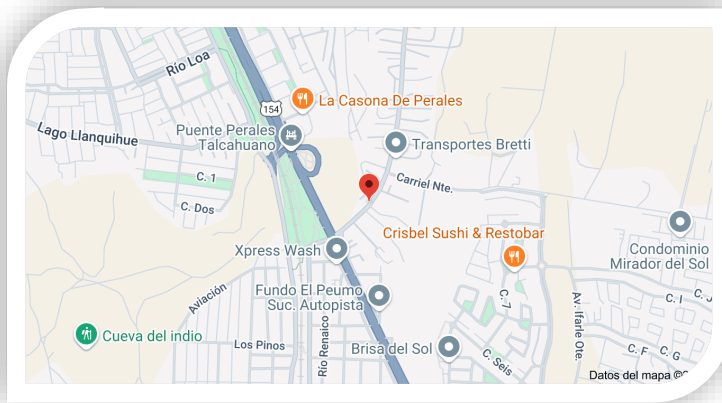 Río Loa
154
La Casona De Perales
Lago Llanquihue
Puente Perales
Talcahuano
Transportes Bretti
C. 1
Carriel Nte.
C. Dos
Crisbel Sushi & Restobar
Xpress Wash
Condominio
Mirador del Sol
Aviación
Fundo El Peumo
Suc. Autopista
C. 7
Av. Ifarle Ote.
C. I
C. J
Cueva del indio
Los Pinos
Río Renaico
Brisa del Sol
C. Seis
C. F
C. G
Datos del mapa